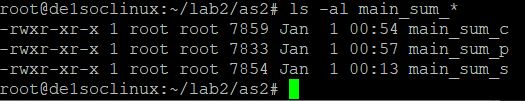 root@de1soclinux:~/lab2/as2# ls -al main_sum_*
-rwxr-xr-x 1 root root 7859 Jan  1 00:54 main_sum_c
-rwxr-xr-x 1 root root 7833 Jan  1 00:57 main_sum_p
-rwxr-xr-x 1 root root 7854 Jan  1 00:13 main_sum_s
root@de1soclinux:~/lab2/as2#